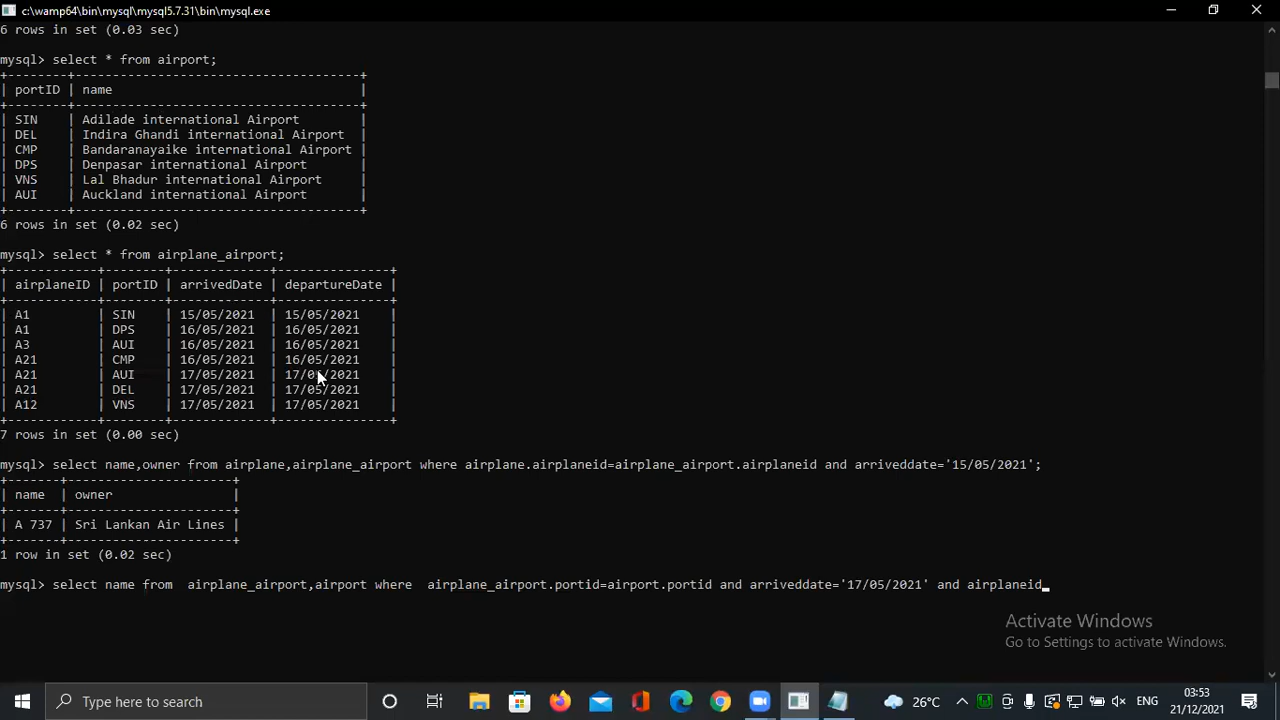 c:\wamp64\bin\mysql\mysql5.7.31\bin\mysql.exe
6 rows in set (0.03 sec)
mysql> select * from airport;
+--------+--------------------------------------+
| portID | name                                 |
+--------+--------------------------------------+
| SIN    | Adilade international Airport        |
| DEL    | Indira Ghandi international Airport  |
| CMP    | Bandaranayaike international Airport |
| DPS    | Denpasar international Airport       |
| VNS    | Lal Bhadur international Airport     |
| AUI    | Auckland international Airport       |
+--------+--------------------------------------+
6 rows in set (0.02 sec)
mysql> select * from airplane_airport;
+------------+--------+-------------+---------------+
| airplaneID | portID | arrivedDate | departureDate |
+------------+--------+-------------+---------------+
| A1         | SIN    | 15/05/2021  | 15/05/2021    |
| A1         | DPS    | 16/05/2021  | 16/05/2021    |
| A3         | AUI    | 16/05/2021  | 16/05/2021    |
| A21        | CMP    | 16/05/2021  | 16/05/2021    |
| A21        | AUI    | 17/05/2021  | 17/05/2021    |
| A21        | DEL    | 17/05/2021  | 17/05/2021    |
| A12        | VNS    | 17/05/2021  | 17/05/2021    |
+------------+--------+-------------+---------------+
7 rows in set (0.00 sec)
mysql> select name,owner from airplane,airplane_airport where airplane.airplaneid=airplane_airport.airplaneid and arriveddate='15/05/2021';
+-------+---------------------+
| name  | owner               |
+-------+---------------------+
| A 737 | Sri Lankan Air Lines |
+-------+---------------------+
1 row in set (0.02 sec)
mysql> select name from  airplane_airport,airport where  airplane_airport.portid=airport.portid and arriveddate='17/05/2021' and airplaneid_
Activate Windows
Go to Settings to activate Windows.
Type here to search
26°C
ENG
03:53
21/12/2021